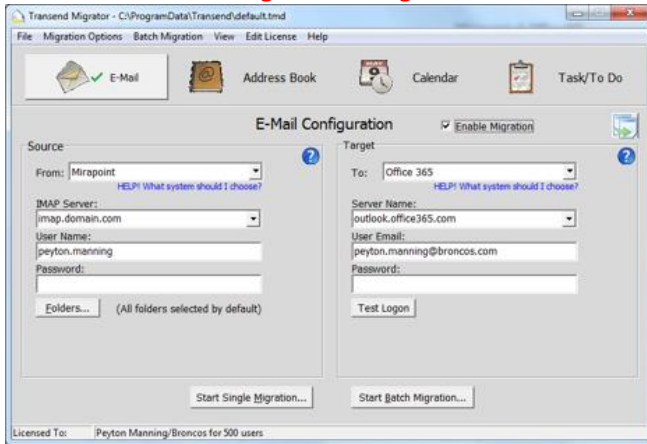 Transend Migrator - C:\ProgramData\Transend\default.tmd
File Migration Options Batch Migration View Edit License Help
E-Mail Address Book Calendar Task/To Do
E-Mail Configuration Enable Migration
Source
From: Mirapoint
HELP! What system should I choose?
IMAP Server:
imap.domain.com
User Name:
peyton.manning
Password:
Folders... (All folders selected by default)
Target
To: Office 365
HELP! What system should I choose?
Server Name:
outlook.office365.com
User Email:
peyton.manning@broncos.com
Password:
Test Logon
Start Single Migration... Start Batch Migration...
Licensed To: Peyton Manning/Broncos for 500 users